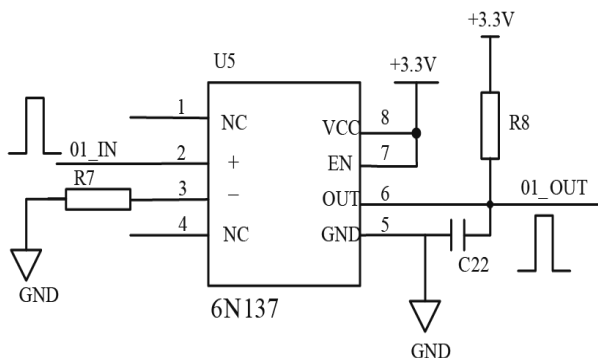 +3.3V
U5
+3.3V
1
NC
VCC
8
R8
01_IN
2
+
EN
7
R7
3
−
OUT
6
01_OUT
4
NC
GND
5
C22
GND
6N137
GND